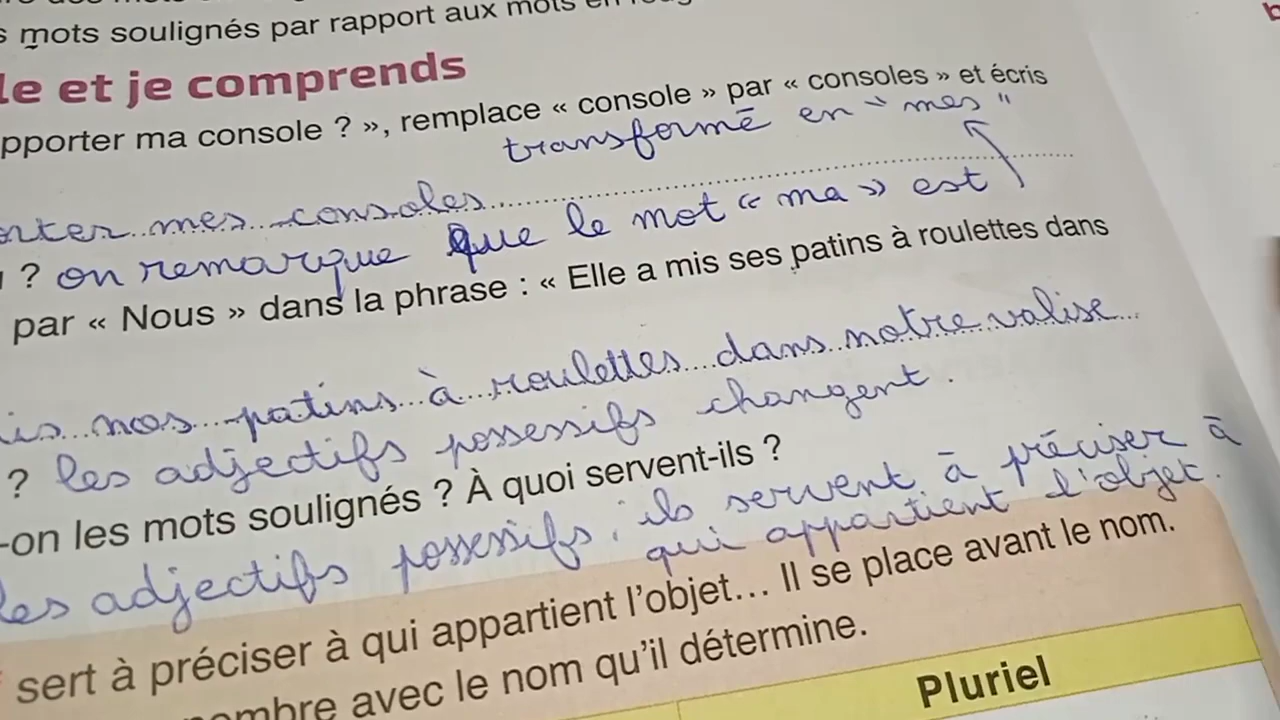 mots soulignés par rapport aux mots en
le et je comprends
pporter ma console ? », remplace « console » par « consoles » et écris
transformé en " mes "
orter mes consoles
? on remarque que le mot « ma » est
par « Nous » dans la phrase : « Elle a mis ses patins à roulettes dans
is nos patins à roulettes dans notre valise
? les adjectifs possessifs changent.
-on les mots soulignés ? À quoi servent-ils ?
les adjectifs possessifs. ils servent à préciser à
qui appartient l'objet.
sert à préciser à qui appartient l'objet... Il se place avant le nom.
ombre avec le nom qu'il détermine.
Pluriel